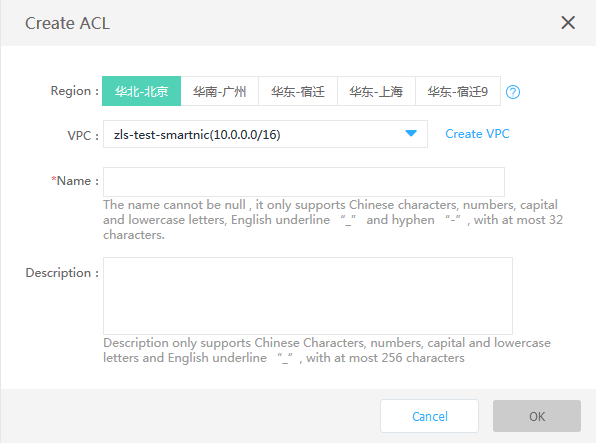 Create ACL
Region : 华北-北京 华南-广州 华东-宿迁 华东-上海 华东-宿迁9 ?
VPC : zls-test-smartnic(10.0.0.0/16) Create VPC
*Name :
The name cannot be null , it only supports Chinese characters, numbers, capital
and lowercase letters, English underline “_” and hyphen “-” , with at most 32
characters.
Description :
Description only supports Chinese Characters, numbers, capital and lowercase
letters and English underline “_” , with at most 256 characters
Cancel OK